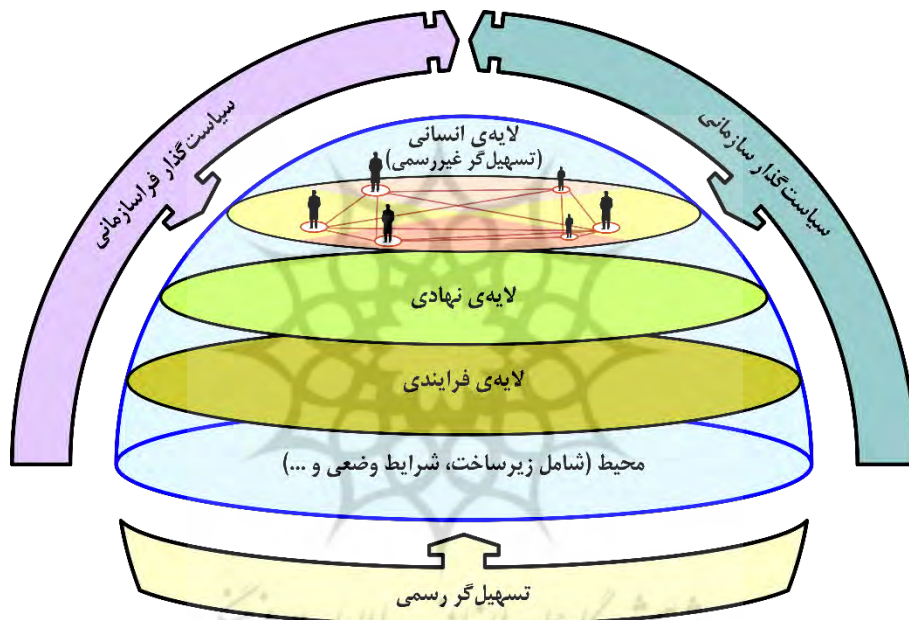 سیاست‌گذار فراسازمانی
سیاست‌گذار سازمانی
لایه‌ی انسانی
(تسهیل‌گر غیررسمی)
لایه‌ی نهادی
لایه‌ی فرایندی
محیط (شامل زیرساخت، شرایط وضعی و ...)
تسهیل‌گر رسمی